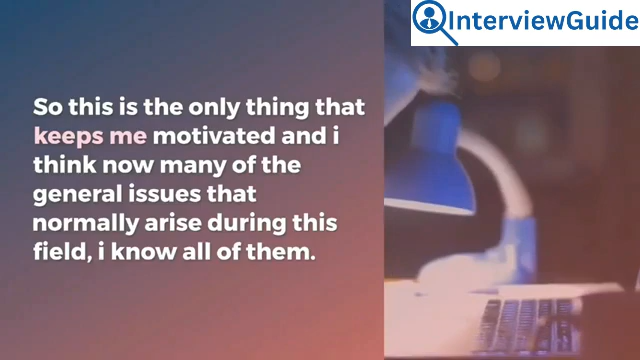 InterviewGuide
So this is the only thing that
keeps me motivated and i
think now many of the
general issues that
normally arise during this
field, i know all of them.